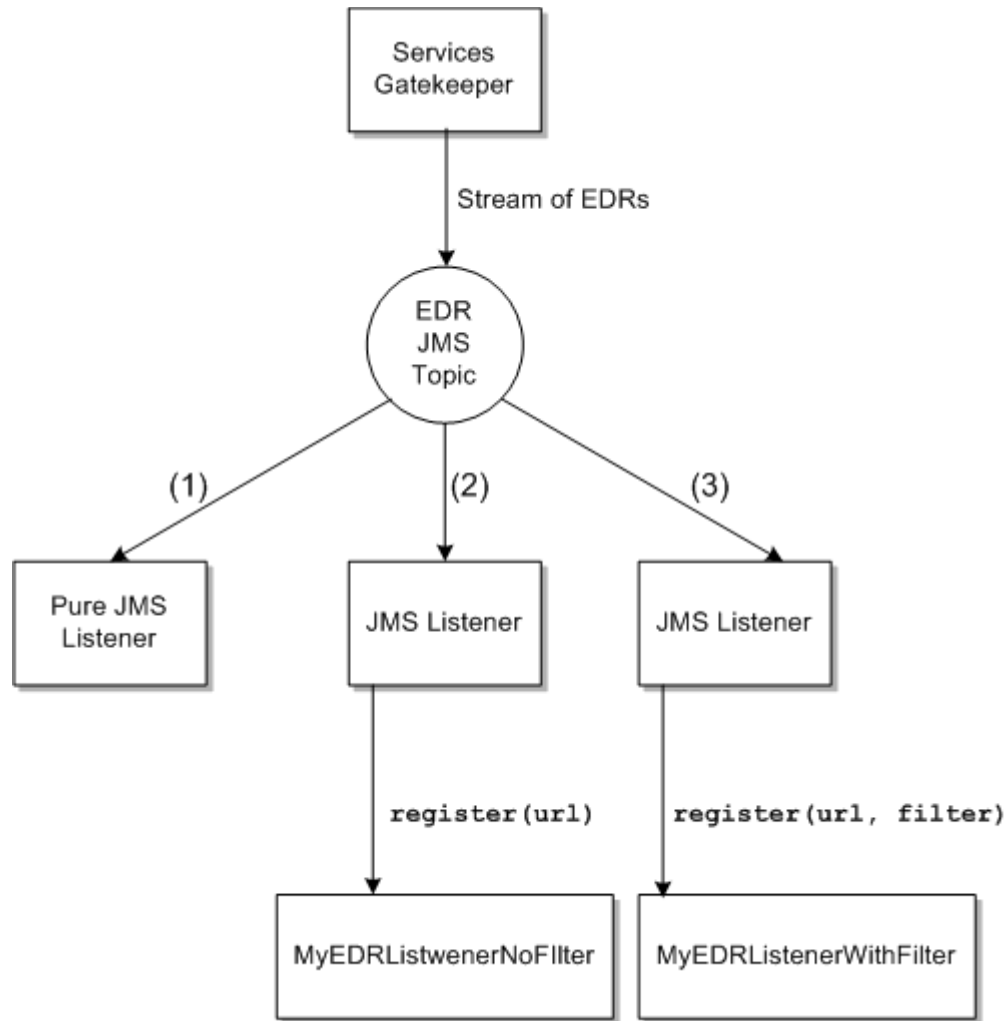 Services
Gatekeeper
Stream of EDRs
EDR
JMS
Topic
(1)
(2)
(3)
Pure JMS
Listener
JMS Listener
JMS Listener
register(url)
register(url, filter)
MyEDRListwenerNoFIlter
MyEDRListenerWithFilter